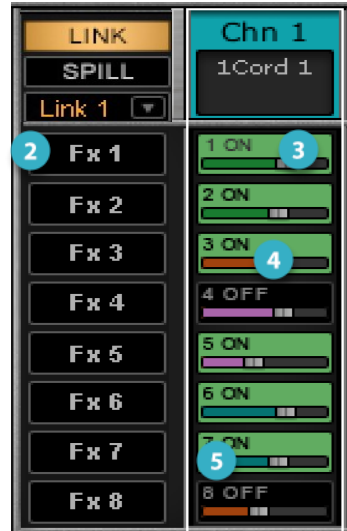 LINK
Chn 1
SPILL
1Cord 1
Link 1
2
Fx 1
1 ON
3
Fx 2
2 ON
Fx 3
3 ON
4
Fx 4
4 OFF
Fx 5
5 ON
Fx 6
6 ON
Fx 7
7 ON
5
Fx 8
8 OFF